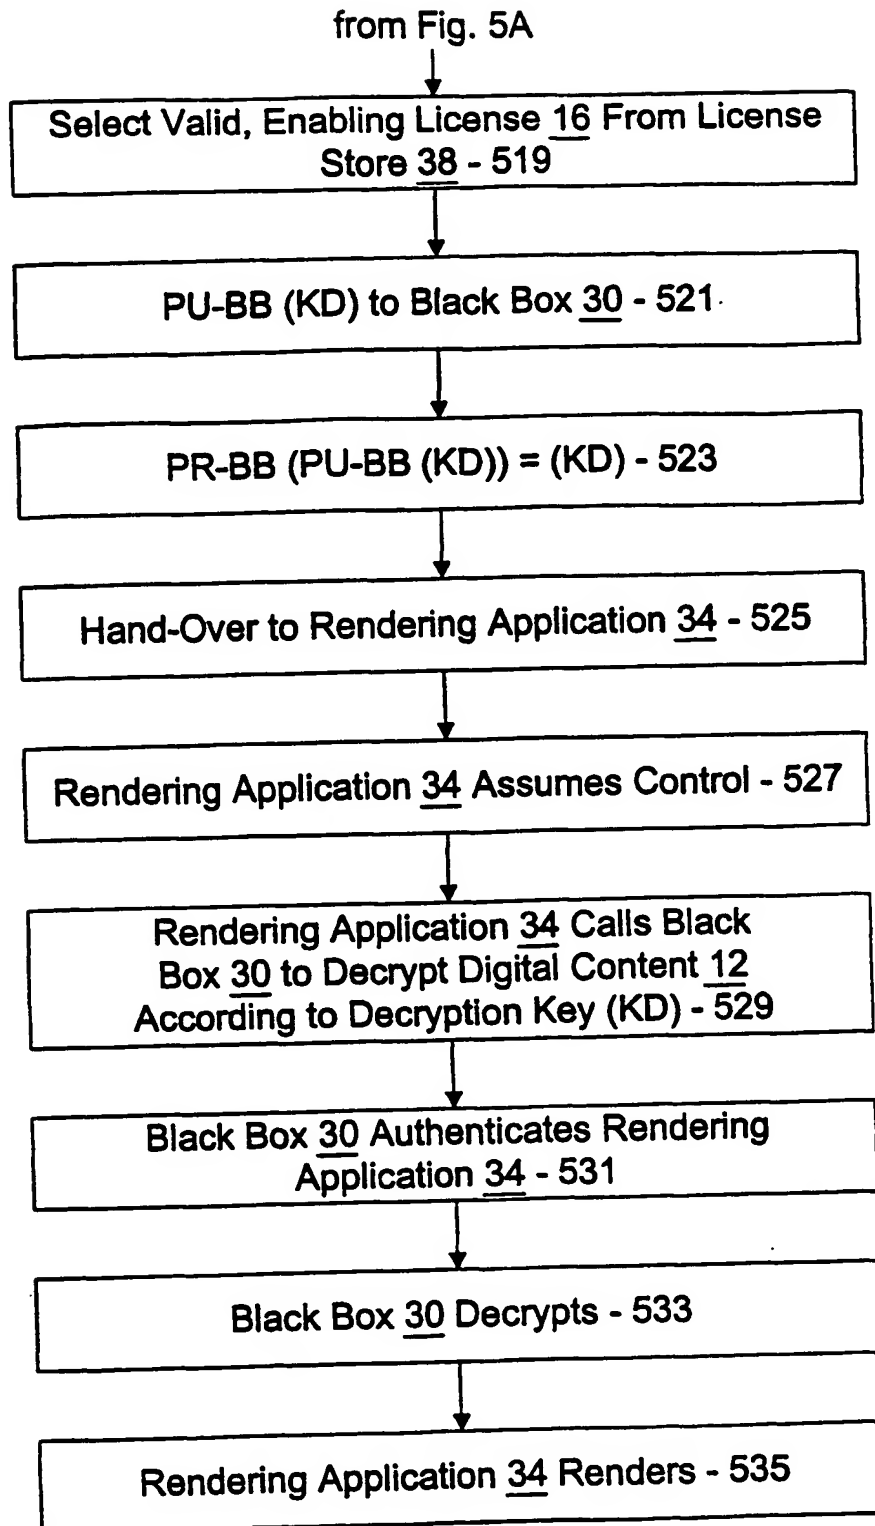 from Fig. 5A
Select Valid, Enabling License 16 From License
Store 38 - 519
PU-BB (KD) to Black Box 30 - 521
PR-BB (PU-BB (KD)) = (KD) - 523
Hand-Over to Rendering Application 34 - 525
Rendering Application 34 Assumes Control - 527
Rendering Application 34 Calls Black
Box 30 to Decrypt Digital Content 12
According to Decryption Key (KD) - 529
Black Box 30 Authenticates Rendering
Application 34 - 531
Black Box 30 Decrypts - 533
Rendering Application 34 Renders - 535